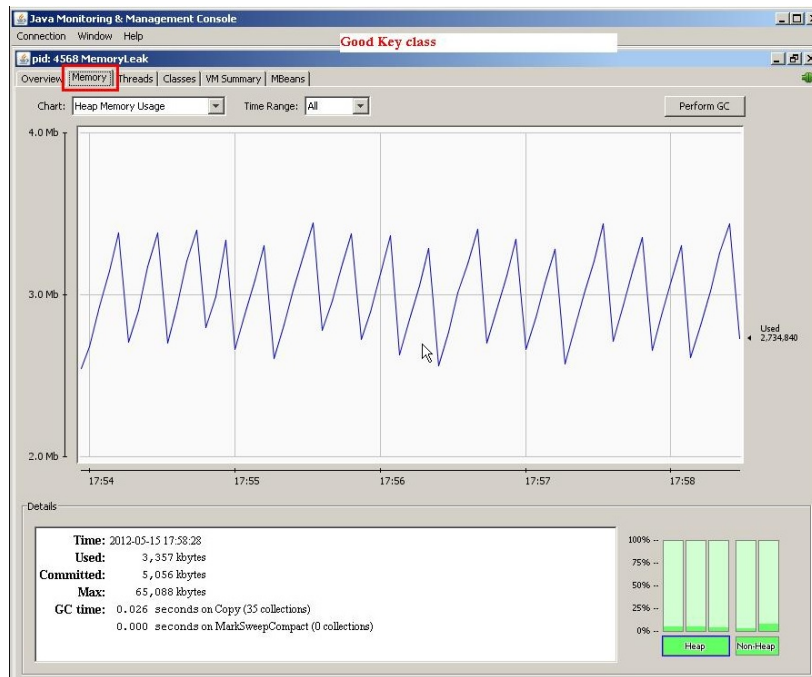 Java Monitoring & Management Console
Connection Window Help
Good Key class
pid: 4568 MemoryLeak
Overview Memory Threads Classes VM Summary MBeans
Chart: Heap Memory Usage Time Range: All Perform GC
4.0 Mb
3.0 Mb
Used
2,734,840
2.0 Mb
17:54 17:55 17:56 17:57 17:58
Details
Time: 2012-05-15 17:58:28
Used: 3,357 kbytes
Committed: 5,056 kbytes
Max: 65,088 kbytes
GC time: 0.026 seconds on Copy (35 collections)
0.000 seconds on MarkSweepCompact (0 collections)
100% --
75% --
50% --
25% --
0% --
Heap Non-Heap